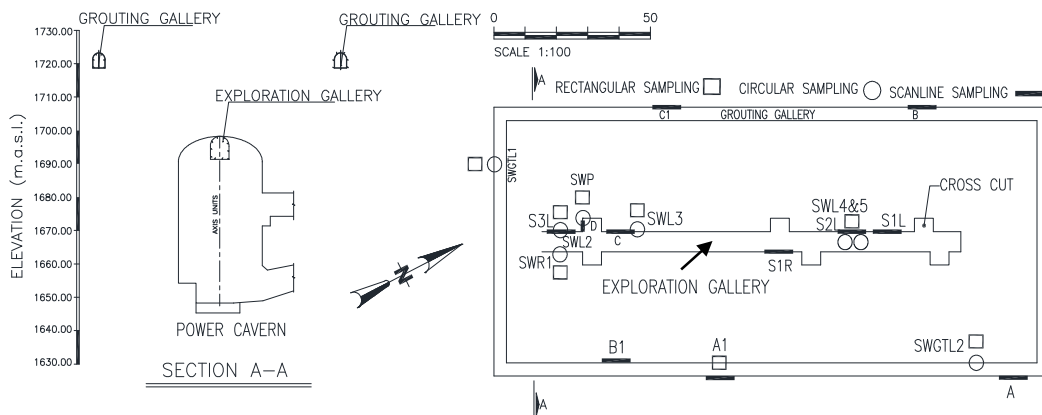 GROUTING GALLERY
GROUTING GALLERY
0
50
SCALE 1:100
1730.00
1720.00
1710.00
1700.00
1690.00
1680.00
1670.00
1660.00
1650.00
1640.00
1630.00
ELEVATION (m.a.s.l.)
EXPLORATION GALLERY
AXIS UNITS
POWER CAVERN
SECTION A-A
N
A
RECTANGULAR SAMPLING
CIRCULAR SAMPLING
SCANLINE SAMPLING
C1
GROUTING GALLERY
B
SWGTL1
SWP
CROSS CUT
S3L
D
SWL3
SWL4&5
S2L
S1L
SWL2
C
SWR1
S1R
EXPLORATION GALLERY
B1
A1
SWGTL2
A
A